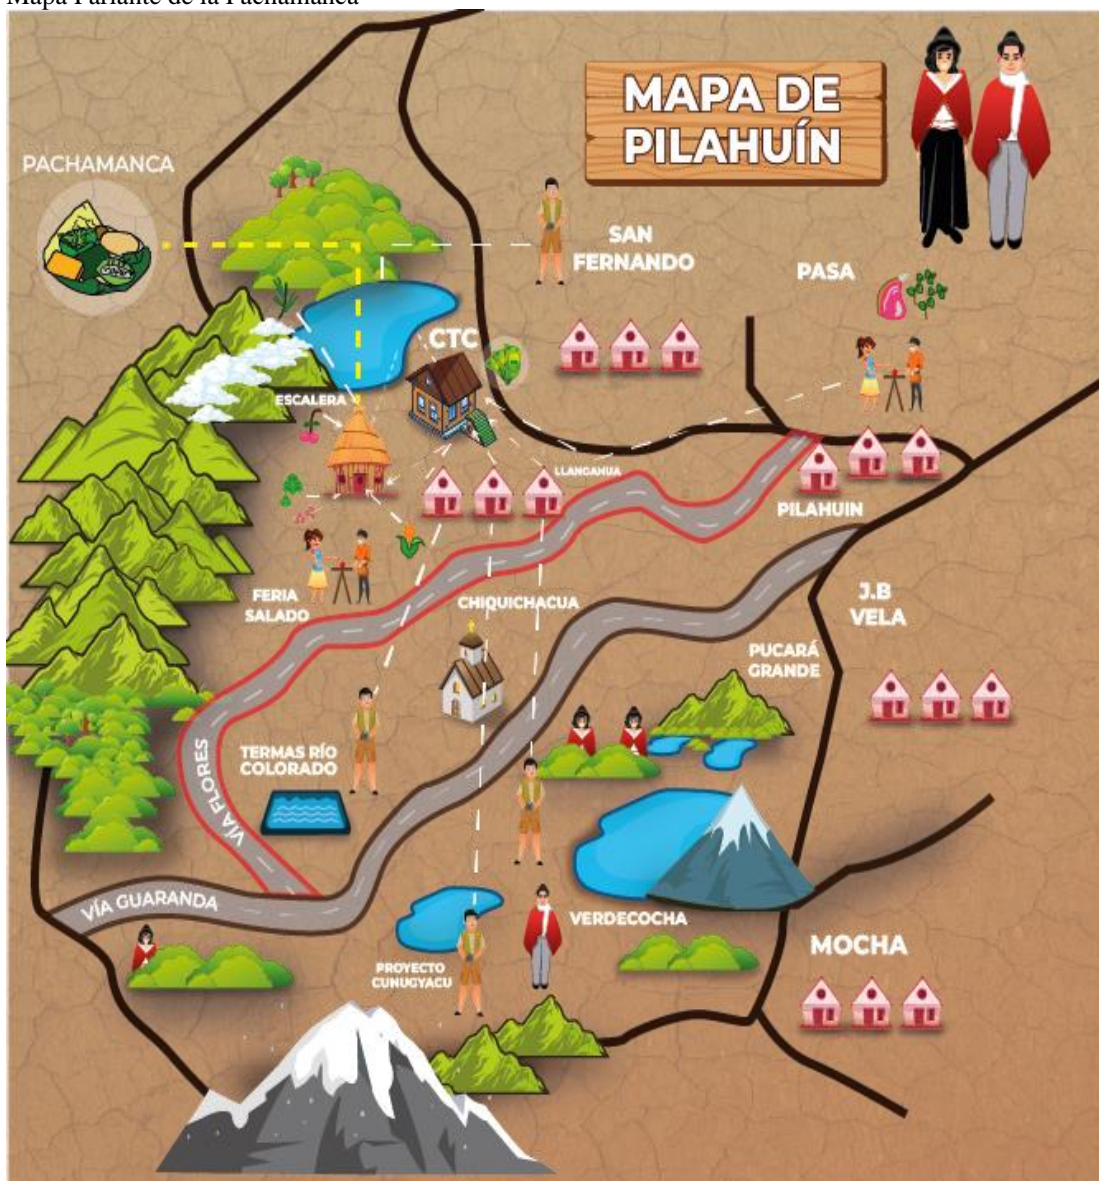 Mapa Parlante de la Pachamanca
MAPA DE
PILAHUÍN
PACHAMANCA
SAN
FERNANDO
PASA
CTC
ESCALERA
LLANGAHUA
PILAHUIN
FERIA
SALADO
CHIQUICHACUA
J.B
VELA
PUCARÁ
GRANDE
TERMAS RÍO
COLORADO
VÍA FLORES
VÍA GUARANDA
VERDECOCHA
MOCHA
PROYECTO
CUNUGYACU